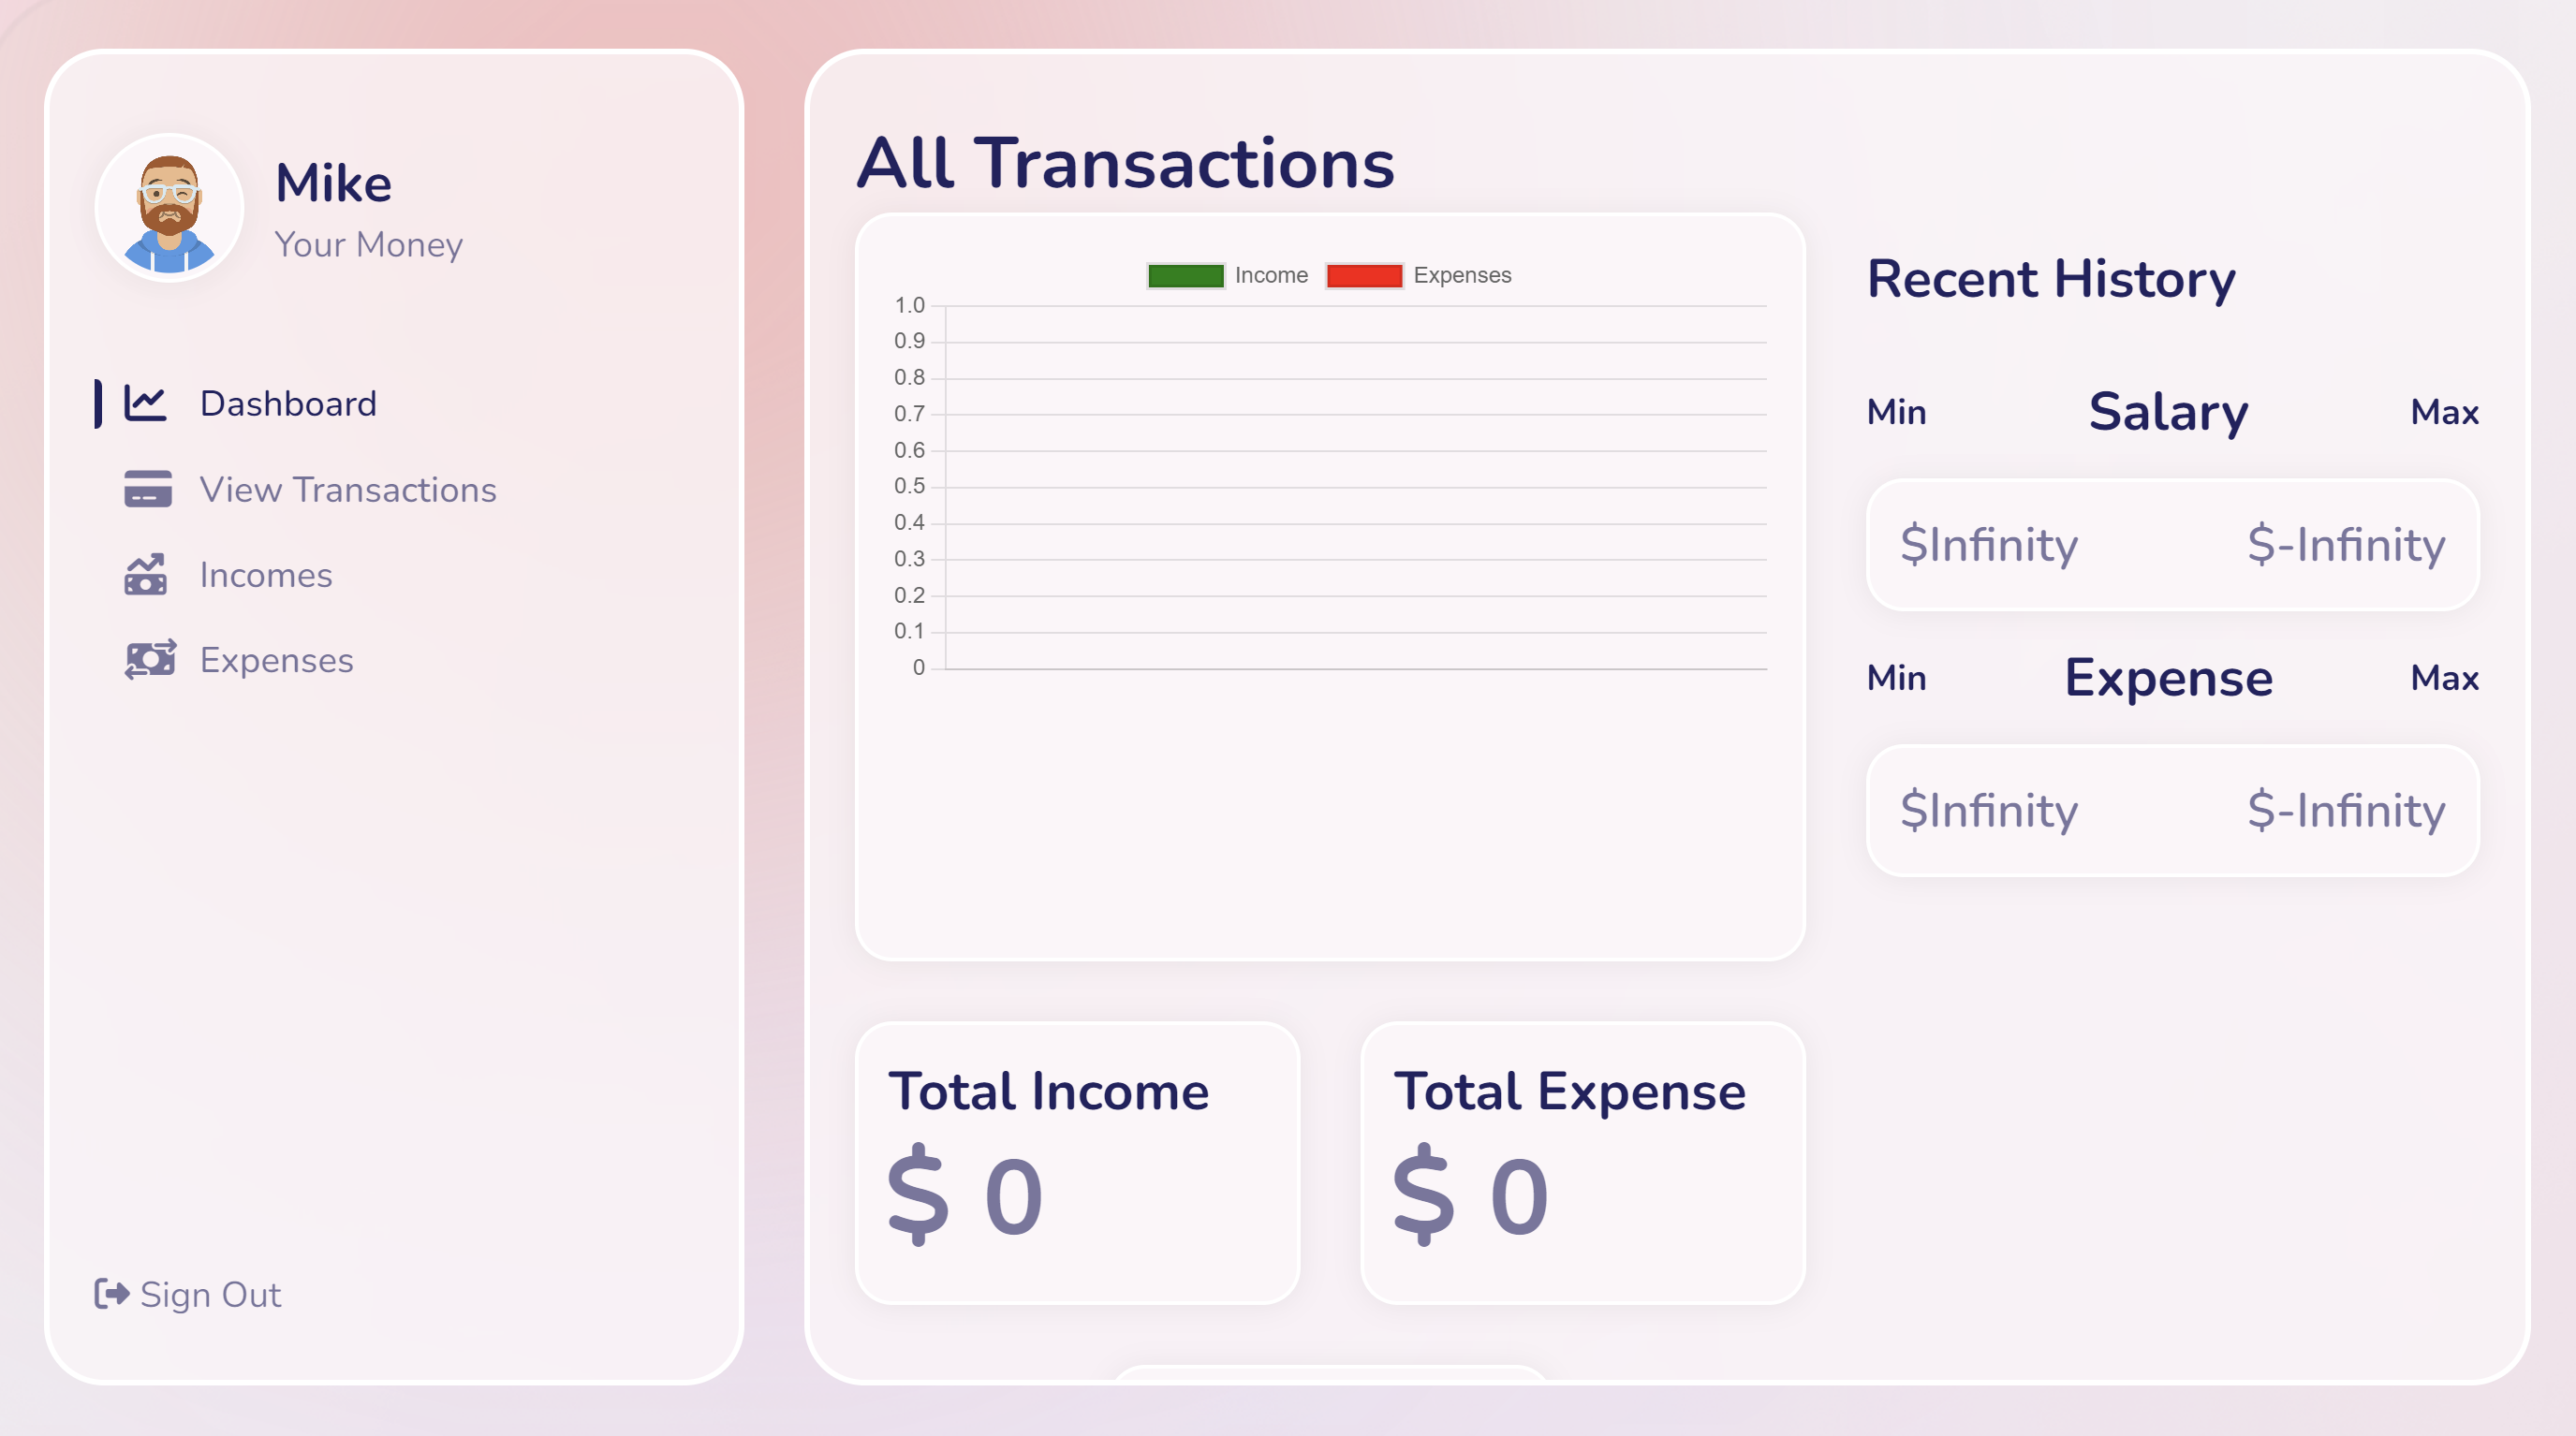 Mike
Your Money
Dashboard
View Transactions
Incomes
Expenses
Sign Out
All Transactions
Income Expenses
1.0
0.9
0.8
0.7
0.6
0.5
0.4
0.3
0.2
0.1
0
Total Income
$ 0
Total Expense
$ 0
Recent History
Min Salary Max
$Infinity $-Infinity
Min Expense Max
$Infinity $-Infinity